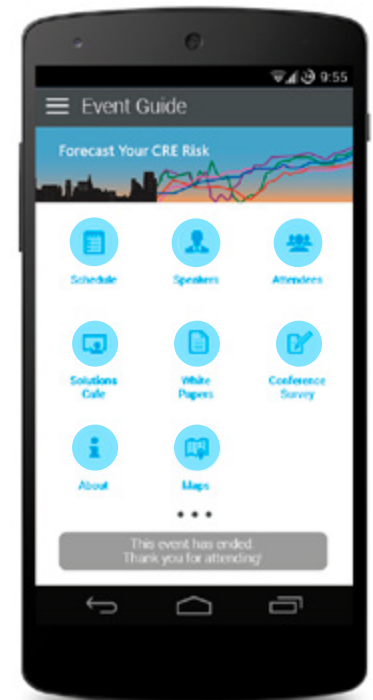 9:55
Event Guide
Forecast Your CRE Risk
Schedule
Speakers
Attendees
Solutions
Cafe
White
Papers
Conference
Survey
About
Maps
This event has ended.
Thank you for attending!